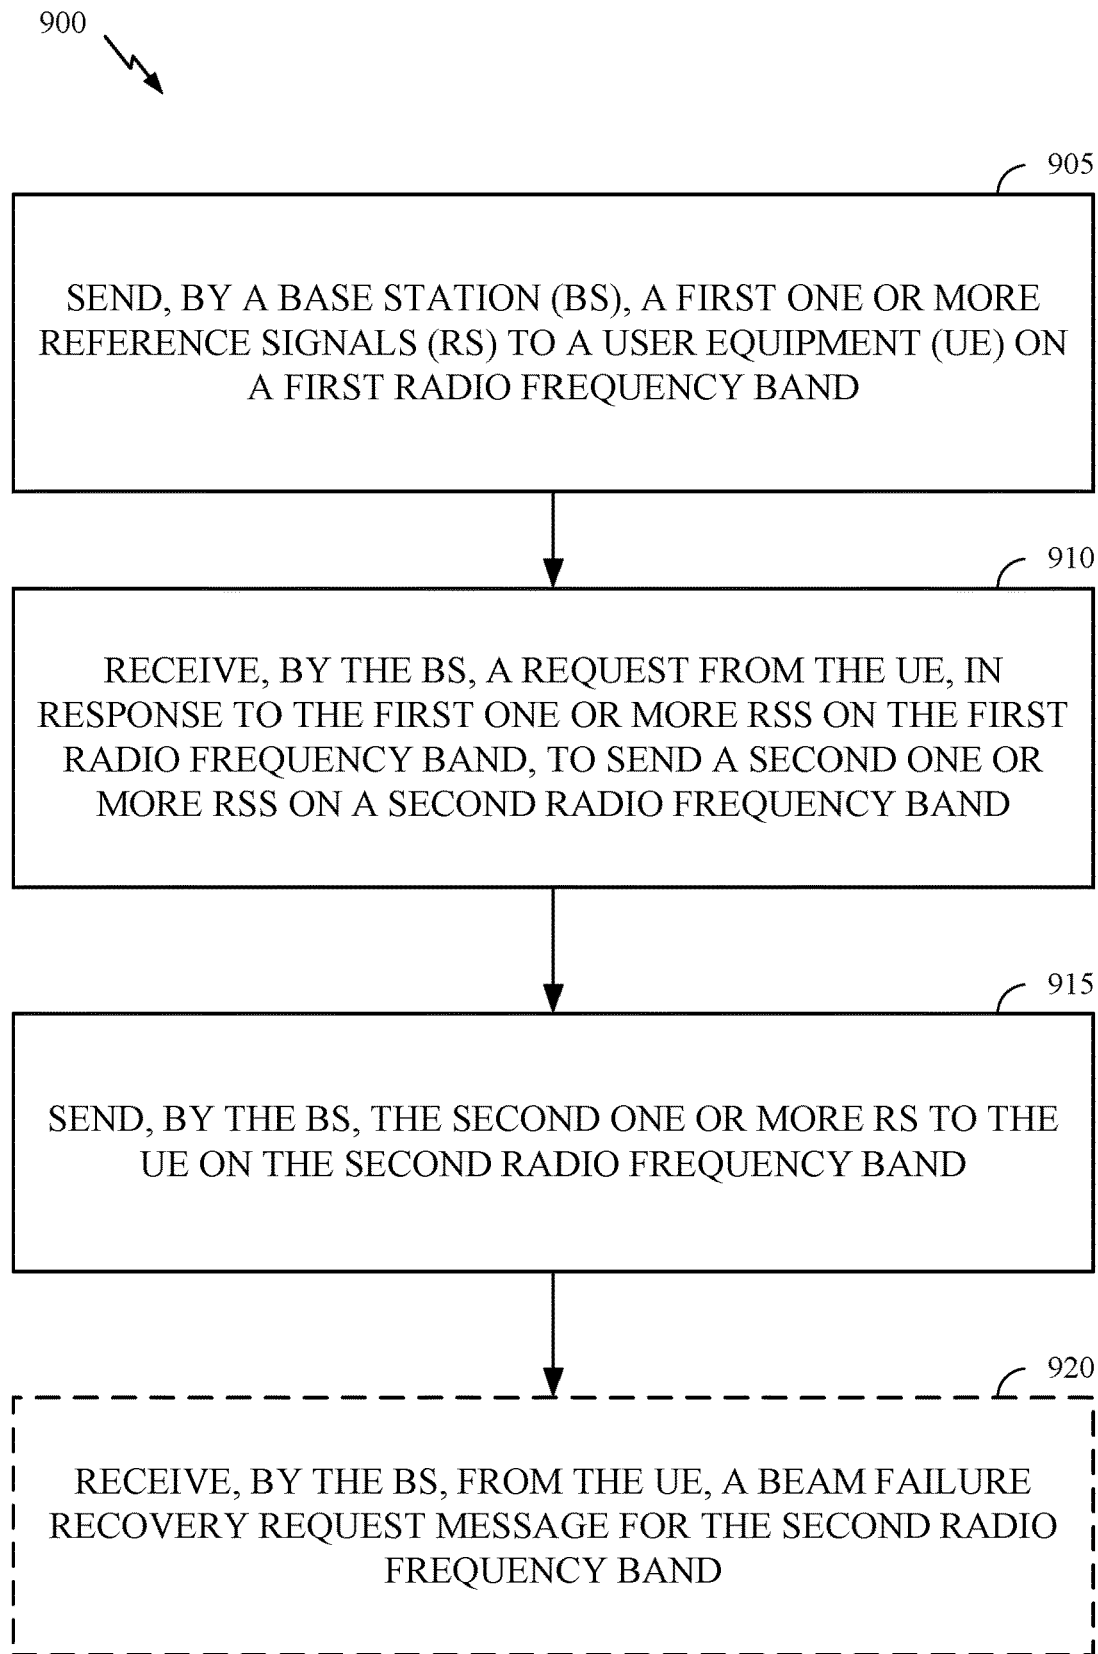 900
905
SEND, BY A BASE STATION (BS), A FIRST ONE OR MORE
REFERENCE SIGNALS (RS) TO A USER EQUIPMENT (UE) ON
A FIRST RADIO FREQUENCY BAND
910
RECEIVE, BY THE BS, A REQUEST FROM THE UE, IN
RESPONSE TO THE FIRST ONE OR MORE RSS ON THE FIRST
RADIO FREQUENCY BAND, TO SEND A SECOND ONE OR
MORE RSS ON A SECOND RADIO FREQUENCY BAND
915
SEND, BY THE BS, THE SECOND ONE OR MORE RS TO THE
UE ON THE SECOND RADIO FREQUENCY BAND
920
RECEIVE, BY THE BS, FROM THE UE, A BEAM FAILURE
RECOVERY REQUEST MESSAGE FOR THE SECOND RADIO
FREQUENCY BAND